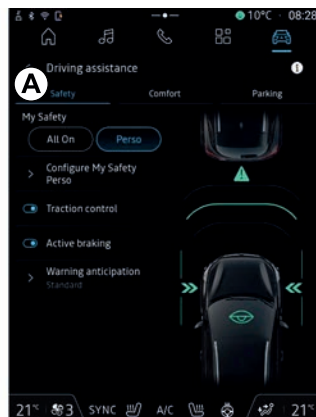 10°C · 08:28
Driving assistance
A
Safety
Comfort
Parking
My Safety
All On
Perso
Configure My Safety
Perso
Traction control
Active braking
Warning anticipation
Standard
21°c 3 SYNC A/C 21°c